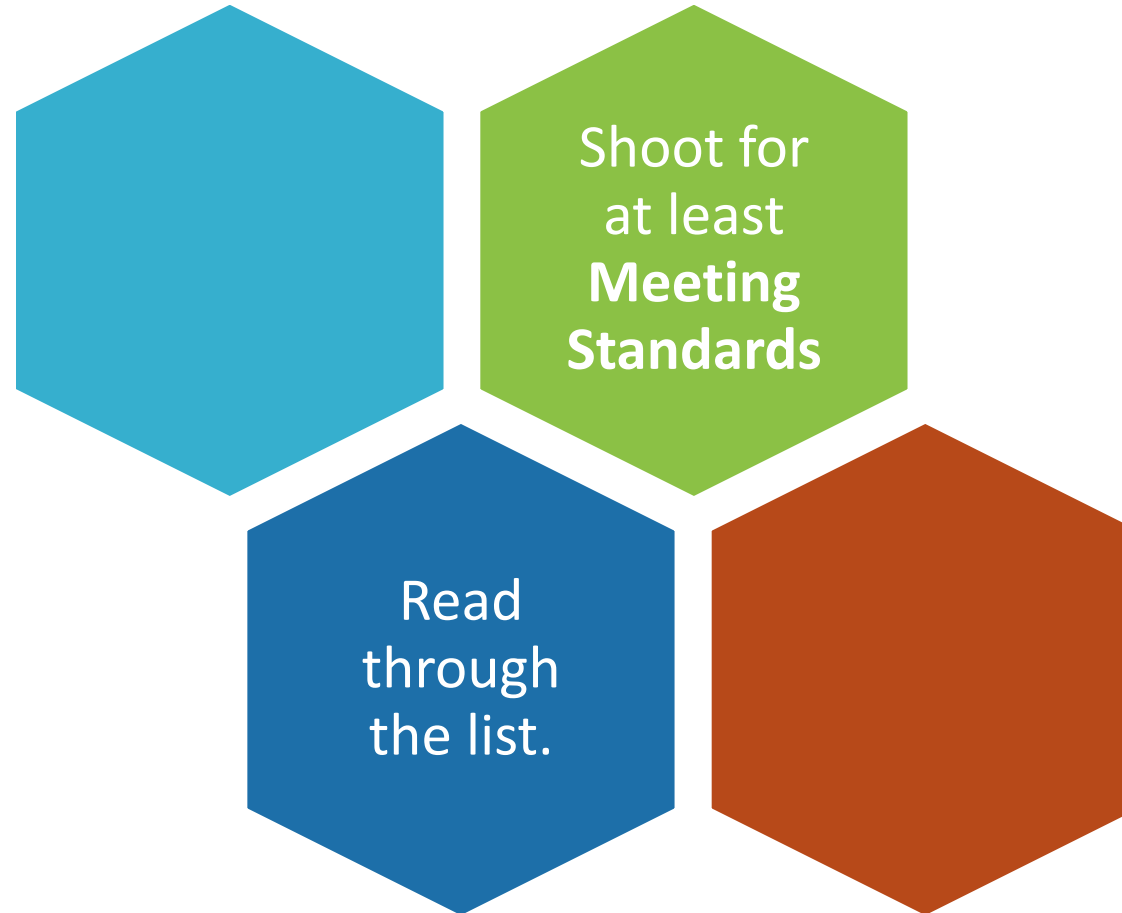 Shoot for
at least
Meeting
Standards
Read
through
the list.